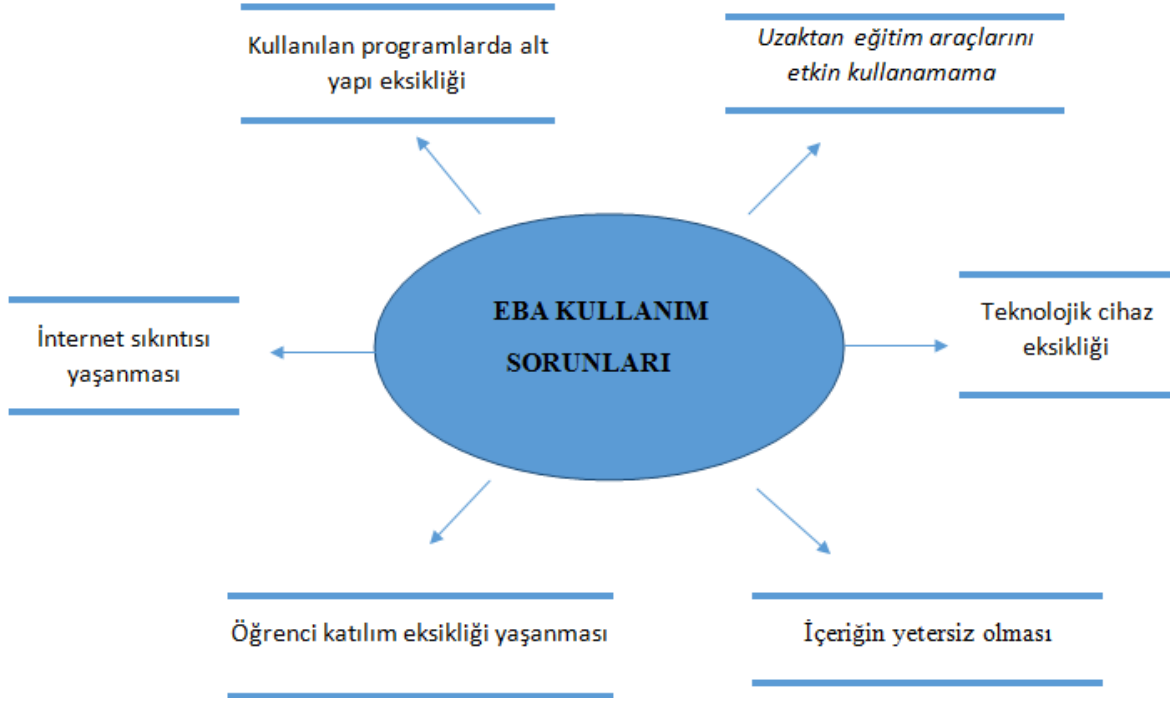 Kullanılan programlarda alt
yapı eksikliği
Uzaktan eğitim araçlarını
etkin kullanamama
İnternet sıkıntısı
yaşanması
EBA KULLANIM
SORUNLARI
Teknolojik cihaz
eksikliği
Öğrenci katılım eksikliği yaşanması
İçeriğin yetersiz olması